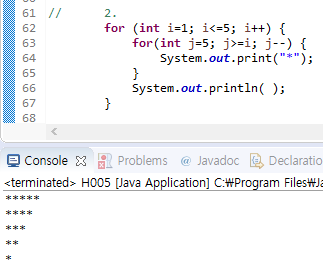 60
61 //      2.
62      for (int i=1; i<=5; i++) {
63          for(int j=5; j>=i; j--) {
64              System.out.print("*");
65          }
66          System.out.println( );
67      }
68
Console Problems @ Javadoc Declaratio
<terminated> H005 [Java Application] C:₩Program Files₩Ja
*****
****
***
**
*